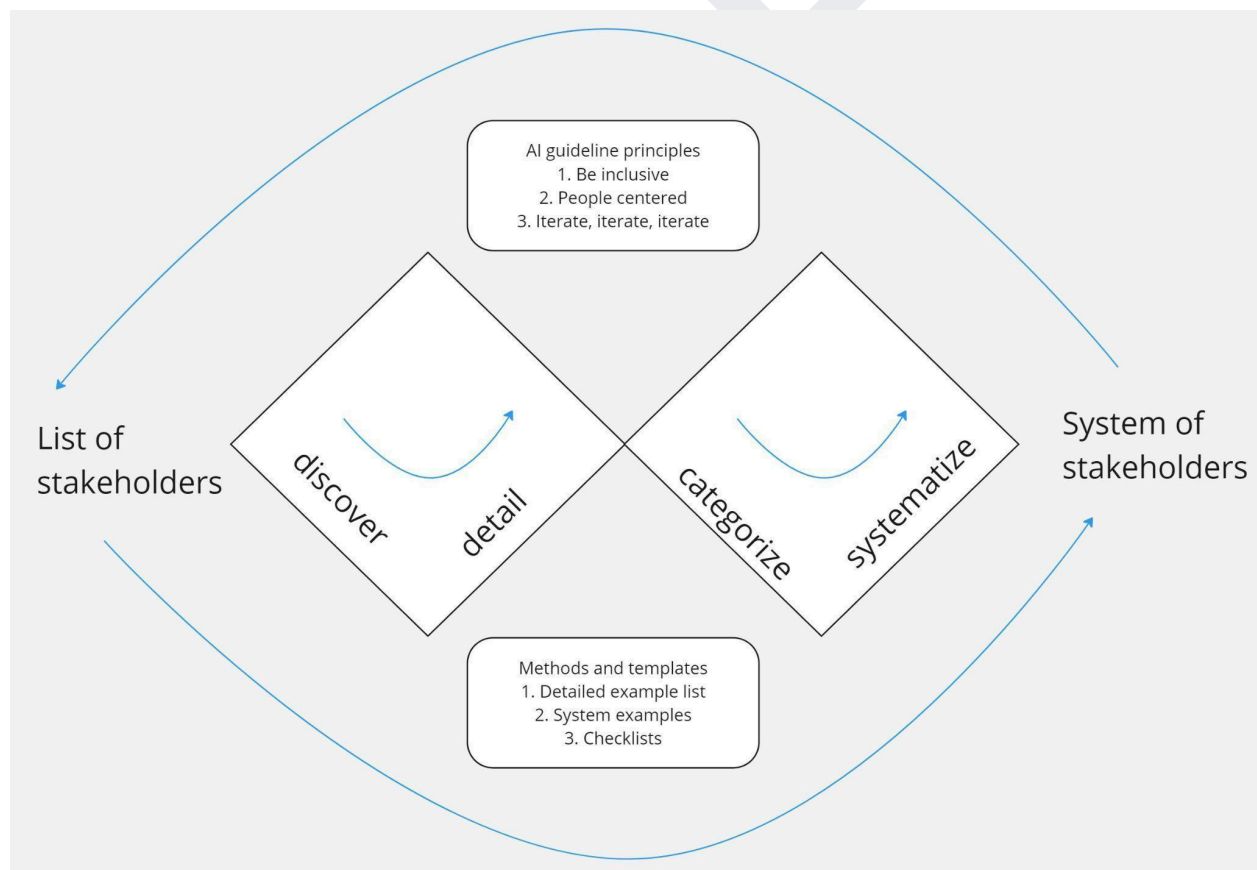 AI guideline principles
1. Be inclusive
2. People centered
3. Iterate, iterate, iterate
List of
stakeholders
discover
detail
categorize
systematize
System of
stakeholders
Methods and templates
1. Detailed example list
2. System examples
3. Checklists